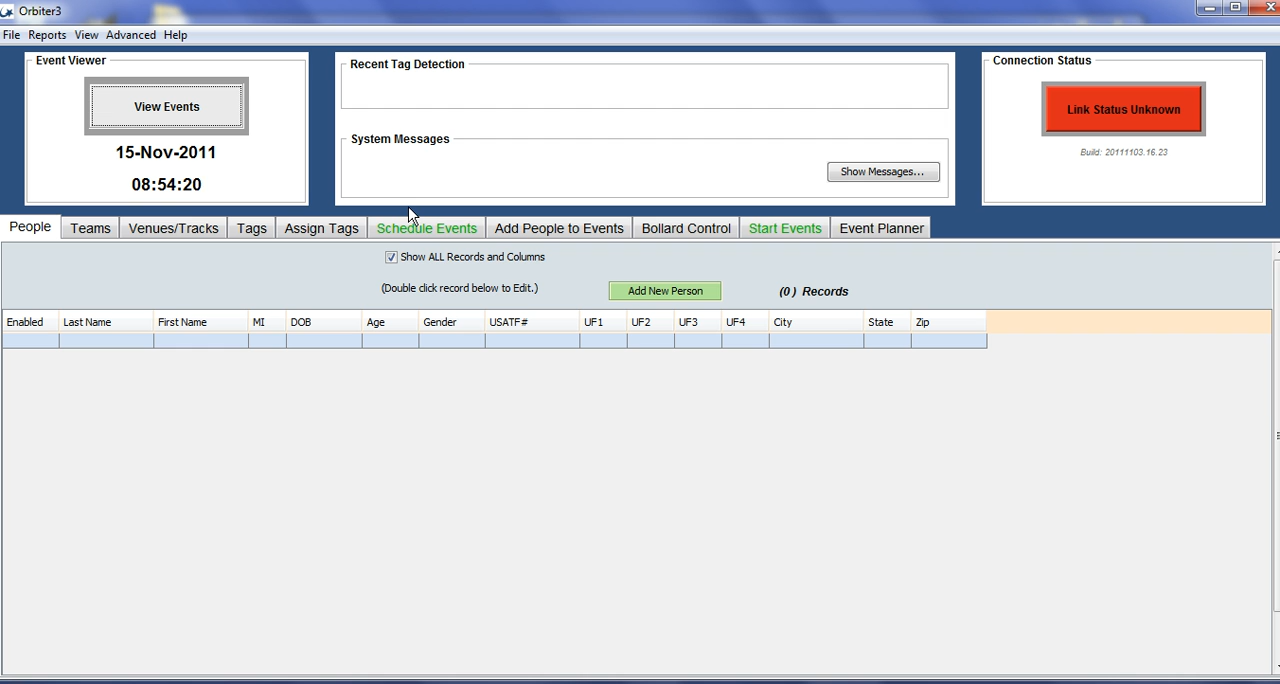 Orbiter3
File Reports View Advanced Help
Event Viewer
View Events
15-Nov-2011
08:54:20
Recent Tag Detection
System Messages
Show Messages...
Connection Status
Link Status Unknown
Build: 20111103.16.23
People Teams Venues/Tracks Tags Assign Tags Schedule Events Add People to Events Bollard Control Start Events Event Planner
Show ALL Records and Columns
(Double click record below to Edit.) Add New Person (0 ) Records
Enabled Last Name First Name MI DOB Age Gender USATF# UF1 UF2 UF3 UF4 City State Zip